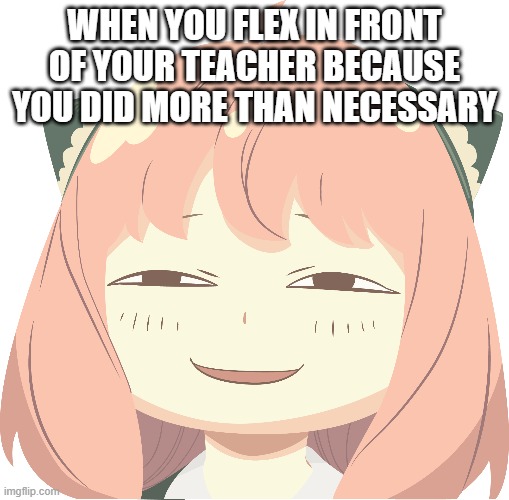 WHEN YOU FLEX IN FRONT
OF YOUR TEACHER BECAUSE
YOU DID MORE THAN NECESSARY
imgflip.com